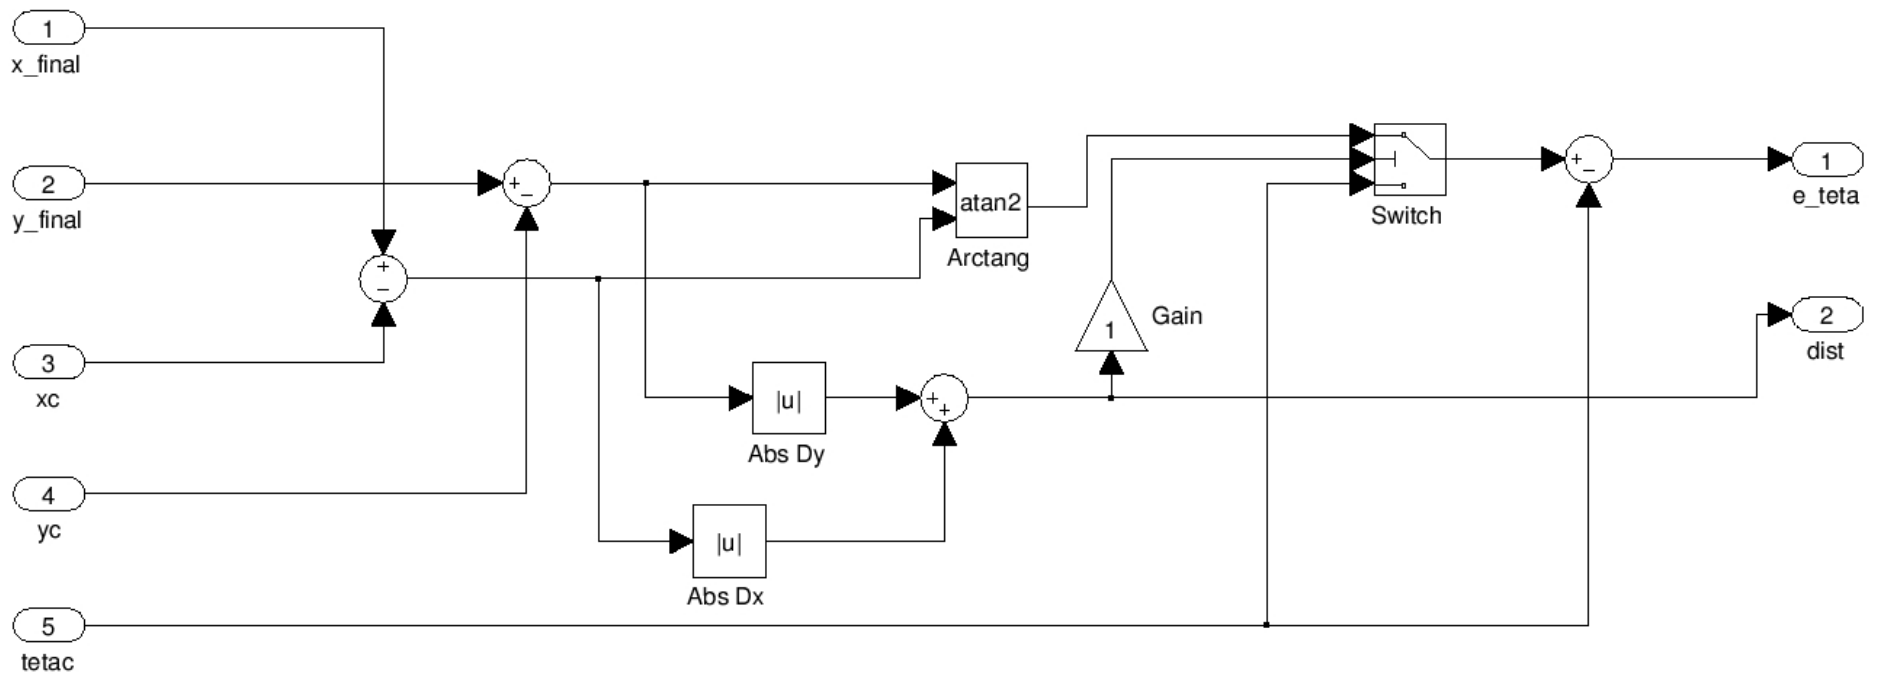 1
x_final
2
y_final
+
−
+
−
3
xc
4
yc
5
tetac
atan2
Arctang
|u|
Abs Dy
|u|
Abs Dx
+
+
1
Gain
Switch
+
−
1
e_teta
2
dist